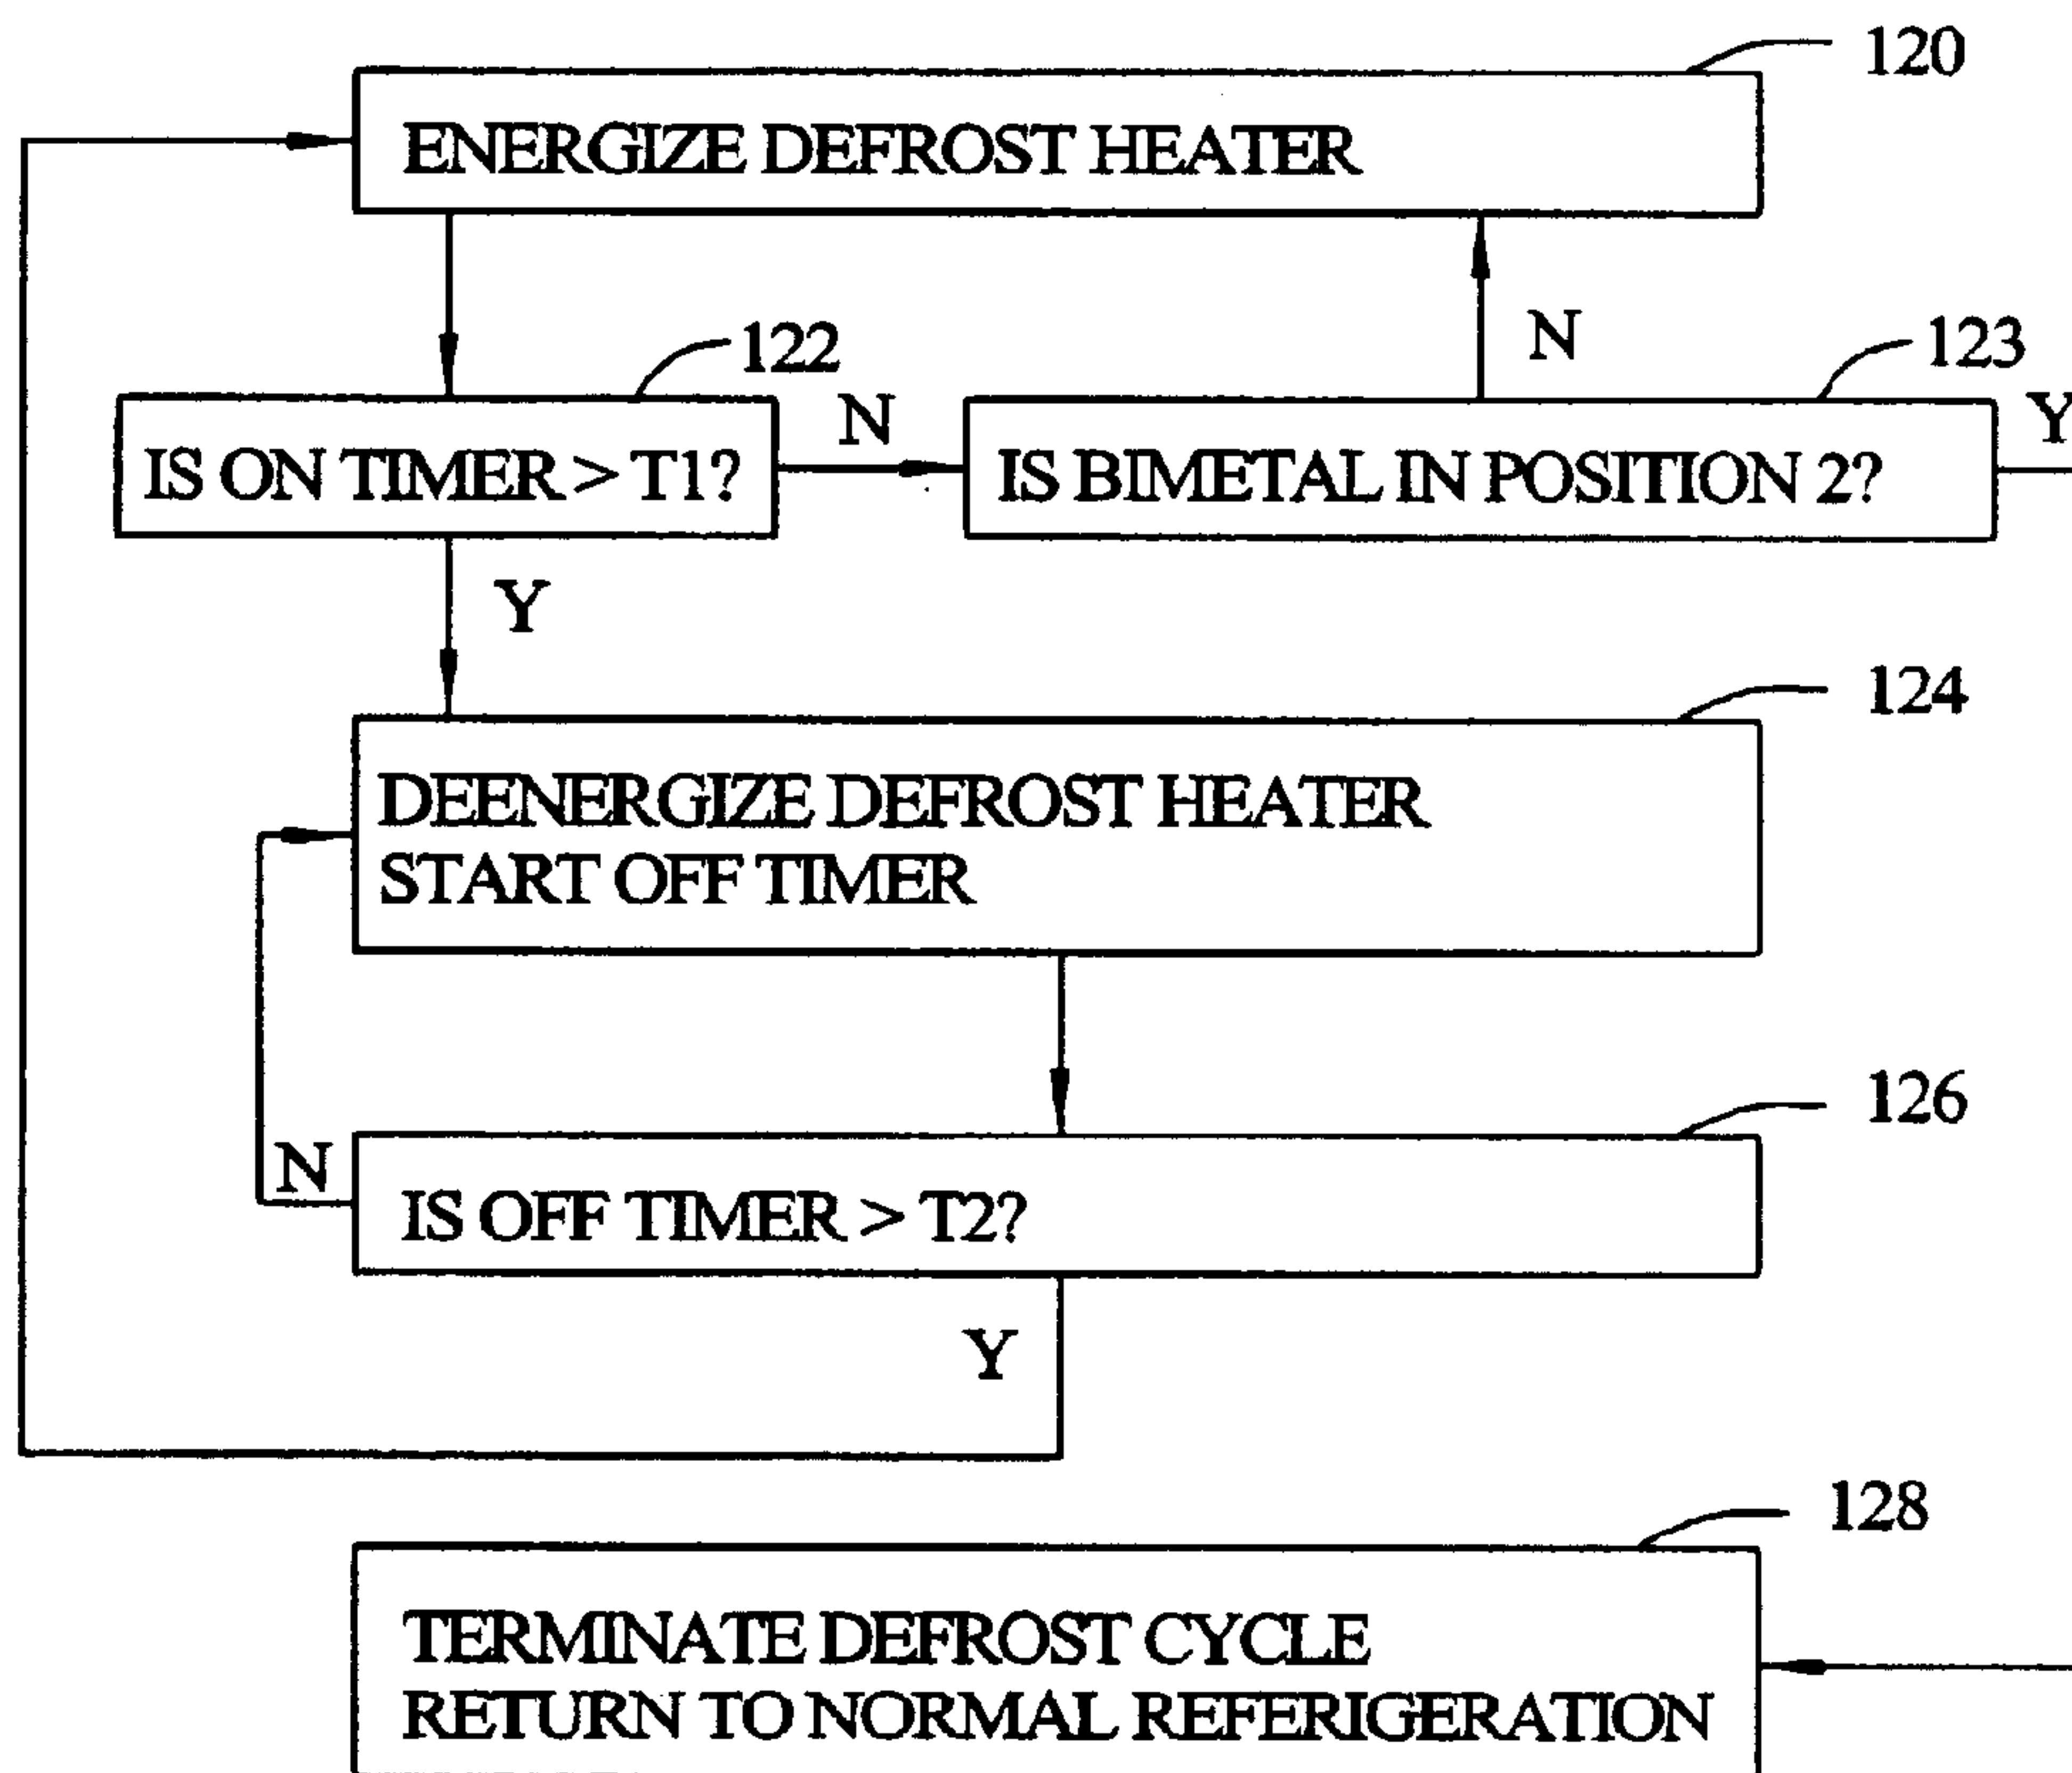 120
ENERGIZE DEFROST HEATER
N
122
123
N
Y
IS ON TIMER > T1?
IS BIMETAL IN POSITION 2?
Y
124
DEENERGIZE DEFROST HEATER
START OFF TIMER
126
N
IS OFF TIMER > T2?
Y
128
TERMINATE DEFROST CYCLE
RETURN TO NORMAL REFERIGERATION